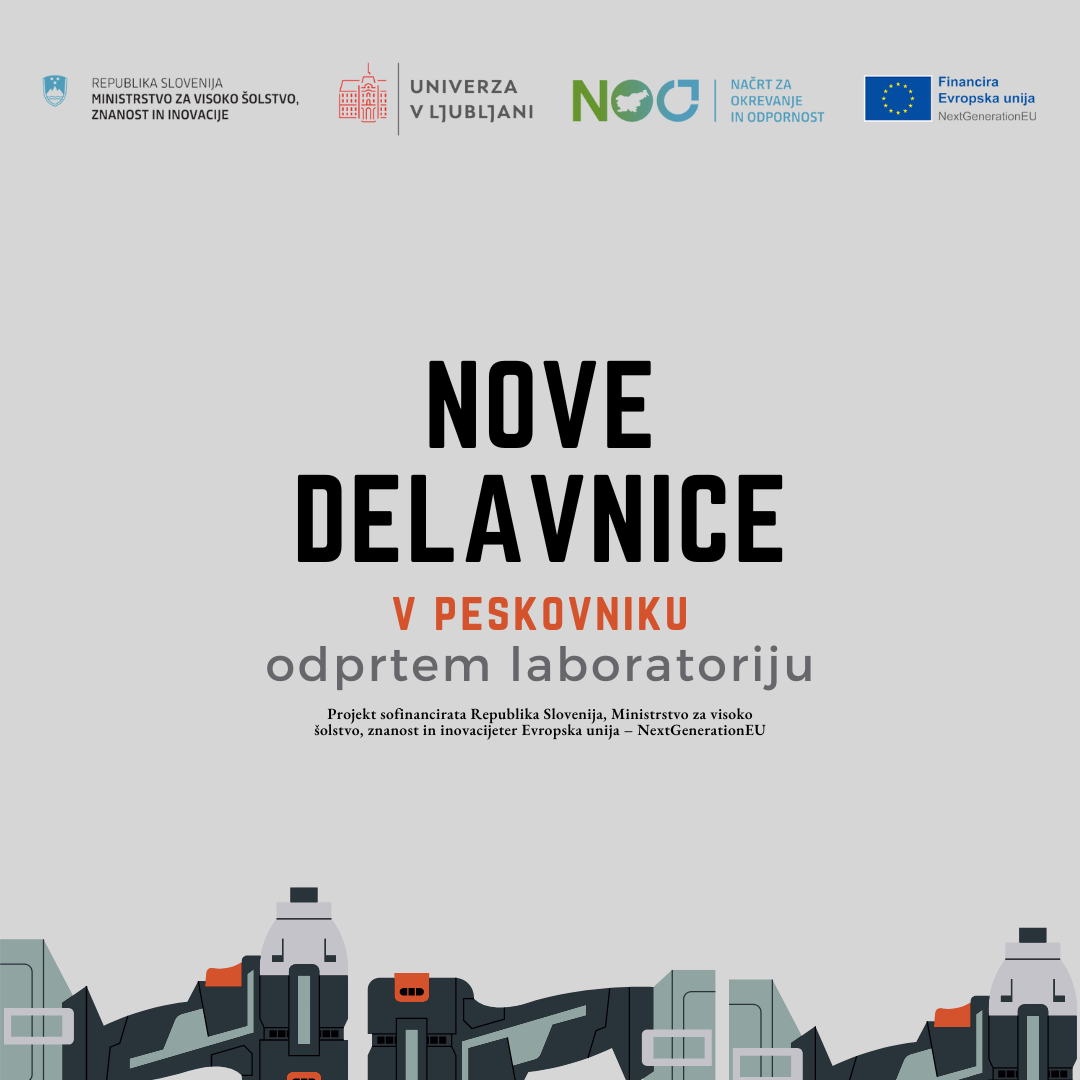 REPUBLIKA SLOVENIJA
MINISTRSTVO ZA VISOKO ŠOLSTVO,
ZNANOST IN INOVACIJE
UNIVERZA
V LJUBLJANI
NOO
NAČRT ZA
OKREVANJE
IN ODPORNOST
Financira
Evropska unija
NextGenerationEU
NOVE
DELAVNICE
V PESKOVNIKU
odprtem laboratoriju
Projekt sofinancirata Republika Slovenija, Ministrstvo za visoko
šolstvo, znanost in inovacijeter Evropska unija – NextGenerationEU